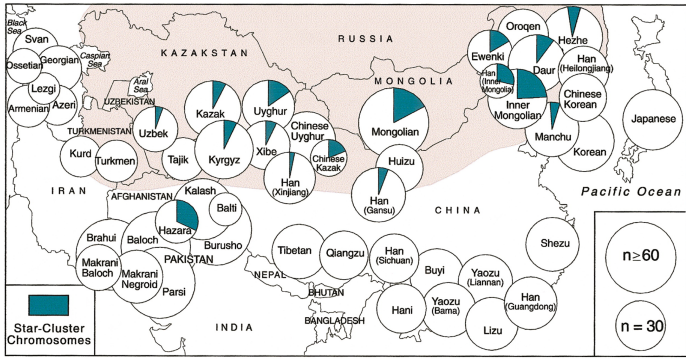 Black
Sea
Svan
Ossetian
Georgian
Caspian
Sea
Lezgi
Armenian
Azeri
Aral
Sea
KAZAKSTAN
RUSSIA
MONGOLIA
UZBEKISTAN
TURKMENISTAN
Uzbek
Kurd
Turkmen
Tajik
Kazak
Kyrgyz
Uyghur
Xibe
Chinese
Uyghur
Chinese
Kazak
Han
(Xinjiang)
Mongolian
Huizu
Han
(Gansu)
Oroqen
Hezhe
Ewenki
Daur
Han
(Inner
Mongolia)
Inner
Mongolian
Han
(Heilongjiang)
Chinese
Korean
Manchu
Korean
Japanese
Pacific Ocean
IRAN
AFGHANISTAN
Kalash
Balti
Hazara
Burusho
Brahui
Baloch
PAKISTAN
Makrani
Baloch
Makrani
Negroid
Parsi
INDIA
NEPAL
BHUTAN
BANGLADESH
CHINA
Tibetan
Qiangzu
Han
(Sichuan)
Buyi
Yaozu
(Liannan)
Hani
Yaozu
(Bama)
Lizu
Han
(Guangdong)
Shezu
Star-Cluster
Chromosomes
n≥60
n = 30